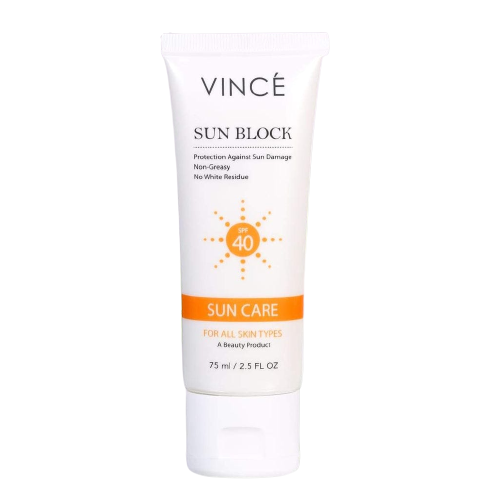 VINCÉ
SUN BLOCK
Protection Against Sun Damage
Non-Greasy
No White Residue
SPF
40
SUN CARE
FOR ALL SKIN TYPES
A Beauty Product
75 ml / 2.5 FL OZ